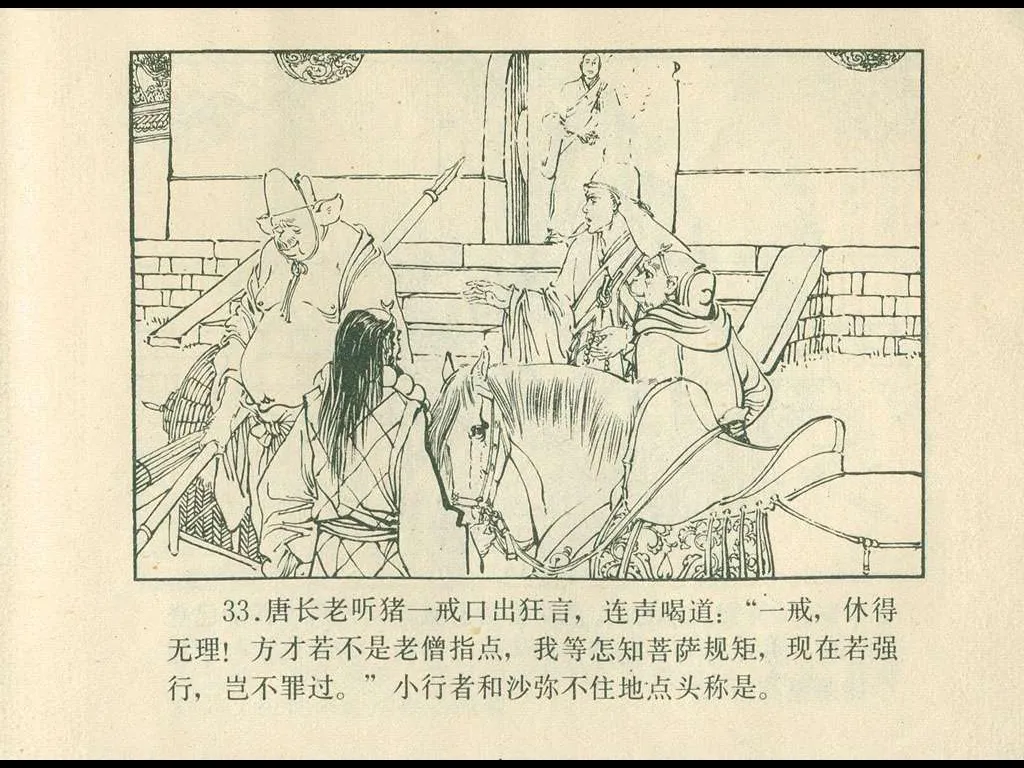 33.唐长老听猪一戒口出狂言，连声喝道：“一戒，休得
无理！方才若不是老僧指点，我等怎知菩萨规矩，现在若强
行，岂不罪过。”小行者和沙弥不住地点头称是。